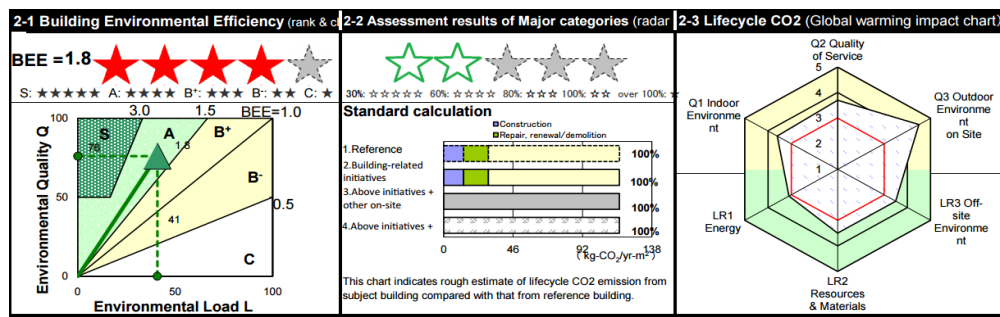 2-1 Building Environmental Efficiency (rank & c
BEE =1.8
S: ★★★★★ A: ★★★★ B⁺: ★★★ B⁻: ★★ C: ★
3.0 1.5 BEE=1.0
100
S
A
B⁺
76
1.8
B⁻
50
0.5
41
C
0
0 50 100
Environmental Quality Q
Environmental Load L
2-2 Assessment results of Major categories (radar
30%: ☆☆☆☆☆ 60%: ☆☆☆☆ 80%: ☆☆☆ 100%: ☆☆ over 100%: ☆
Standard calculation
Construction
Repair, renewal/demolition
1.Reference 100%
2.Building-related
initiatives 100%
3.Above initiatives +
other on-site 100%
4.Above initiatives + 100%
0 46 92 138
( kg-CO₂/yr-m² )
This chart indicates rough estimate of lifecycle CO2 emission from
subject building compared with that from reference building.
2-3 Lifecycle CO2 (Global warming impact chart)
Q2 Quality
of Service
5
4
3
2
1
Q1 Indoor
Environme
nt
Q3 Outdoor
Environme
nt
on Site
LR1
Energy
LR3 Off-
site
Environme
nt
LR2
Resources
& Materials